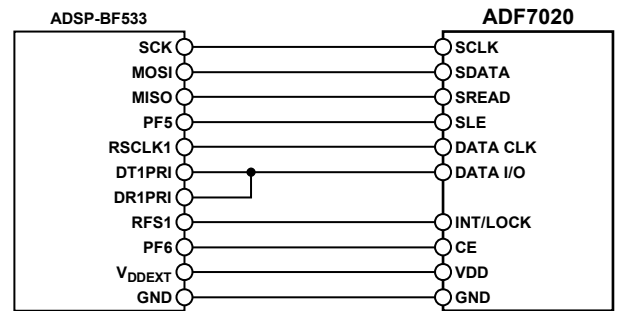 ADSP-BF533 ADF7020
SCK SCLK
MOSI SDATA
MISO SREAD
PF5 SLE
RSCLK1 DATA CLK
DT1PRI DATA I/O
DR1PRI
RFS1 INT/LOCK
PF6 CE
VDDEXT VDD
GND GND